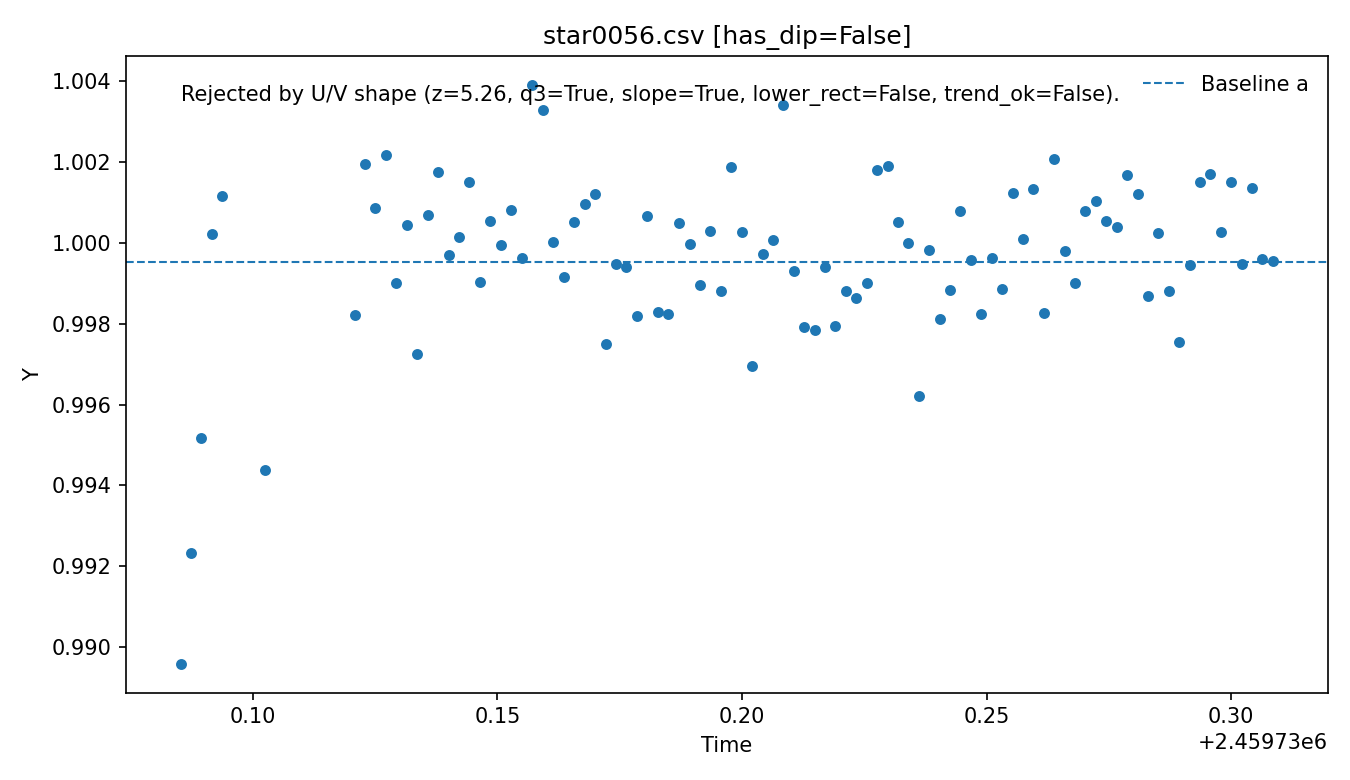 star0056.csv [has_dip=False]
Rejected by U/V shape (z=5.26, q3=True, slope=True, lower_rect=False, trend_ok=False).
Baseline a
1.004
1.002
1.000
0.998
0.996
0.994
0.992
0.990
Y
0.10
0.15
0.20
0.25
0.30
Time
+2.45973e6